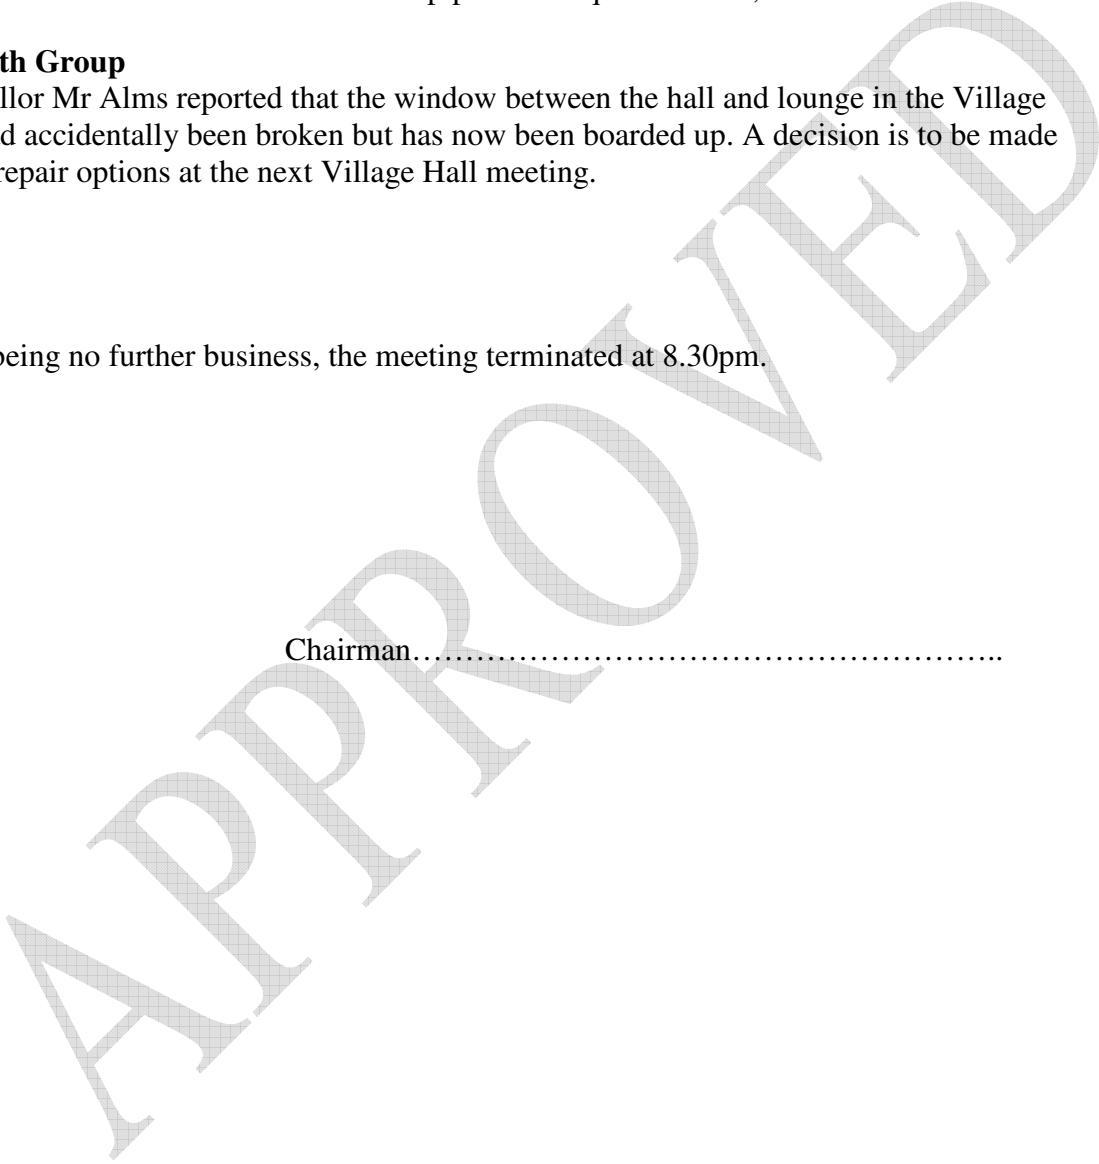 th Group
llor Mr Alms reported that the window between the hall and lounge in the Village
d accidentally been broken but has now been boarded up. A decision is to be made
repair options at the next Village Hall meeting.
being no further business, the meeting terminated at 8.30pm.
Chairman…………………………………………………..
APPROVED